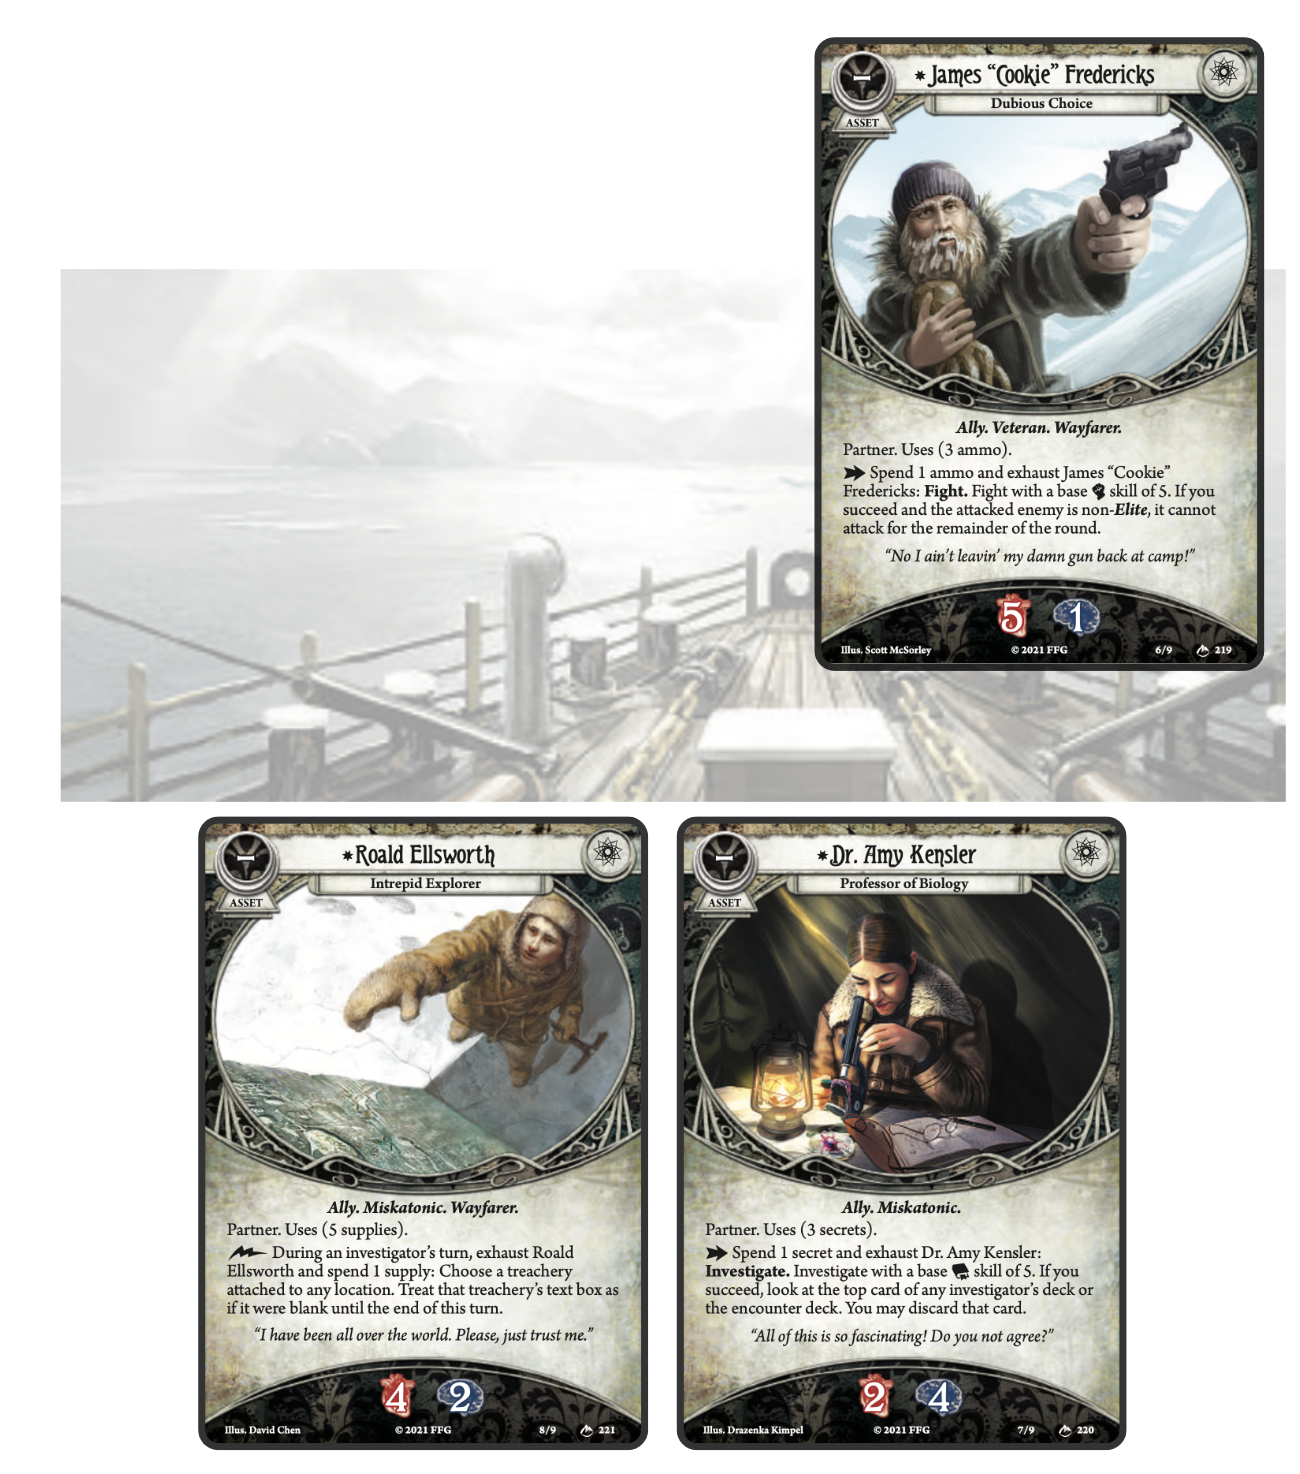 James “Cookie” Fredericks
Dubious Choice
ASSET
Ally. Veteran. Wayfarer.
Partner. Uses (3 ammo).
Spend 1 ammo and exhaust James “Cookie”
Fredericks: Fight. Fight with a base skill of 5. If you
succeed and the attacked enemy is non-Elite, it cannot
attack for the remainder of the round.
“No I ain’t leavin’ my damn gun back at camp!”
5 1
Illus. Scott McSorley © 2021 FFG 6/9 219
Roald Ellsworth
Intrepid Explorer
ASSET
Ally. Miskatonic. Wayfarer.
Partner. Uses (5 supplies).
During an investigator’s turn, exhaust Roald
Ellsworth and spend 1 supply: Choose a treachery
attached to any location. Treat that treachery’s text box as
if it were blank until the end of this turn.
“I have been all over the world. Please, just trust me.”
4 2
Illus. David Chen © 2021 FFG 8/9 221
Dr. Amy Kensler
Professor of Biology
ASSET
Ally. Miskatonic.
Partner. Uses (3 secrets).
Spend 1 secret and exhaust Dr. Amy Kensler:
Investigate. Investigate with a base skill of 5. If you
succeed, look at the top card of any investigator’s deck or
the encounter deck. You may discard that card.
“All of this is so fascinating! Do you not agree?”
2 4
Illus. Drazenka Kimpel © 2021 FFG 7/9 220